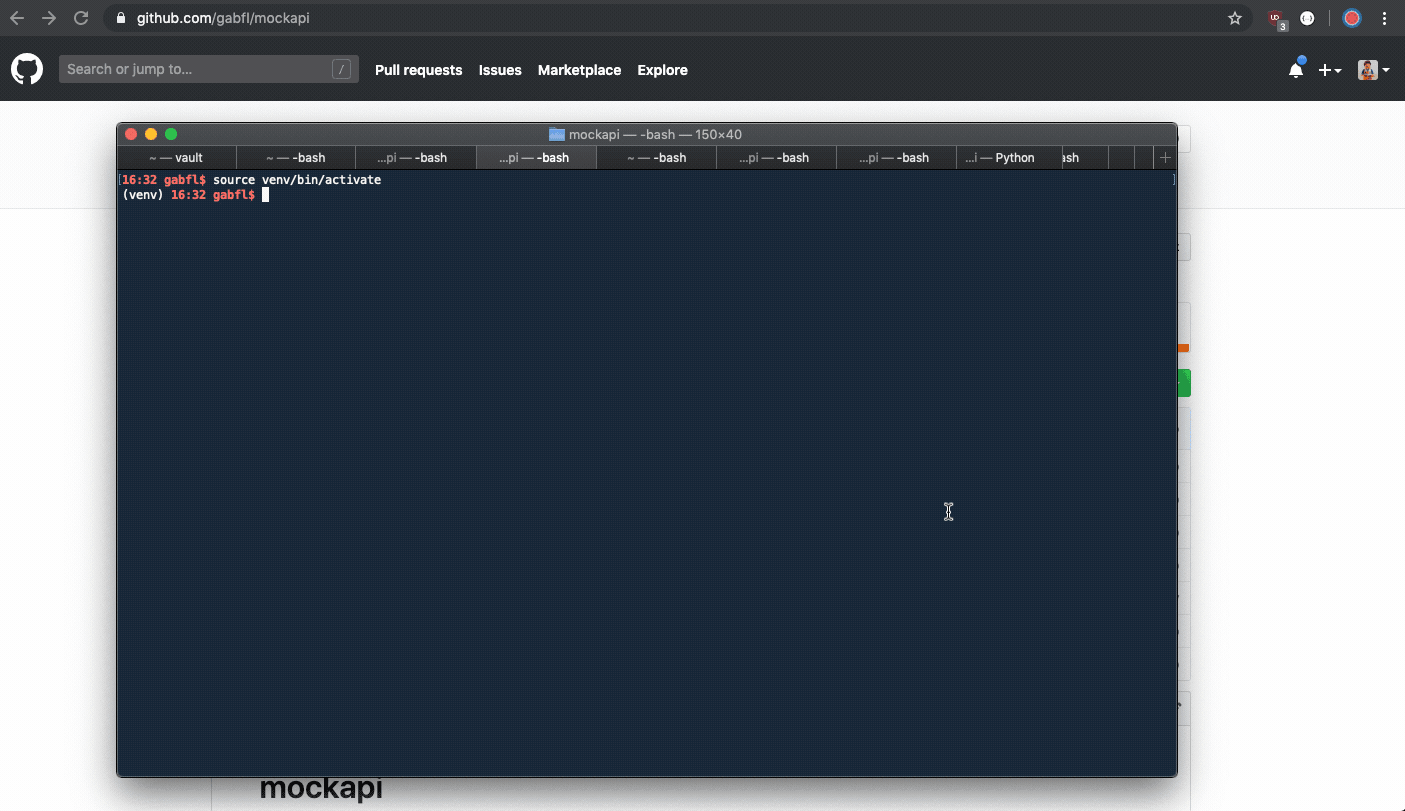 github.com/gabfl/mockapi
3
Search or jump to... /
Pull requests Issues Marketplace Explore
mockapi — -bash — 150×40
~ — vault ~ — -bash ...pi — -bash ...pi — -bash ~ — -bash ...pi — -bash ...pi — -bash ...i — Python ash
[16:32 gabfl$ source venv/bin/activate ]
(venv) 16:32 gabfl$
mockapi